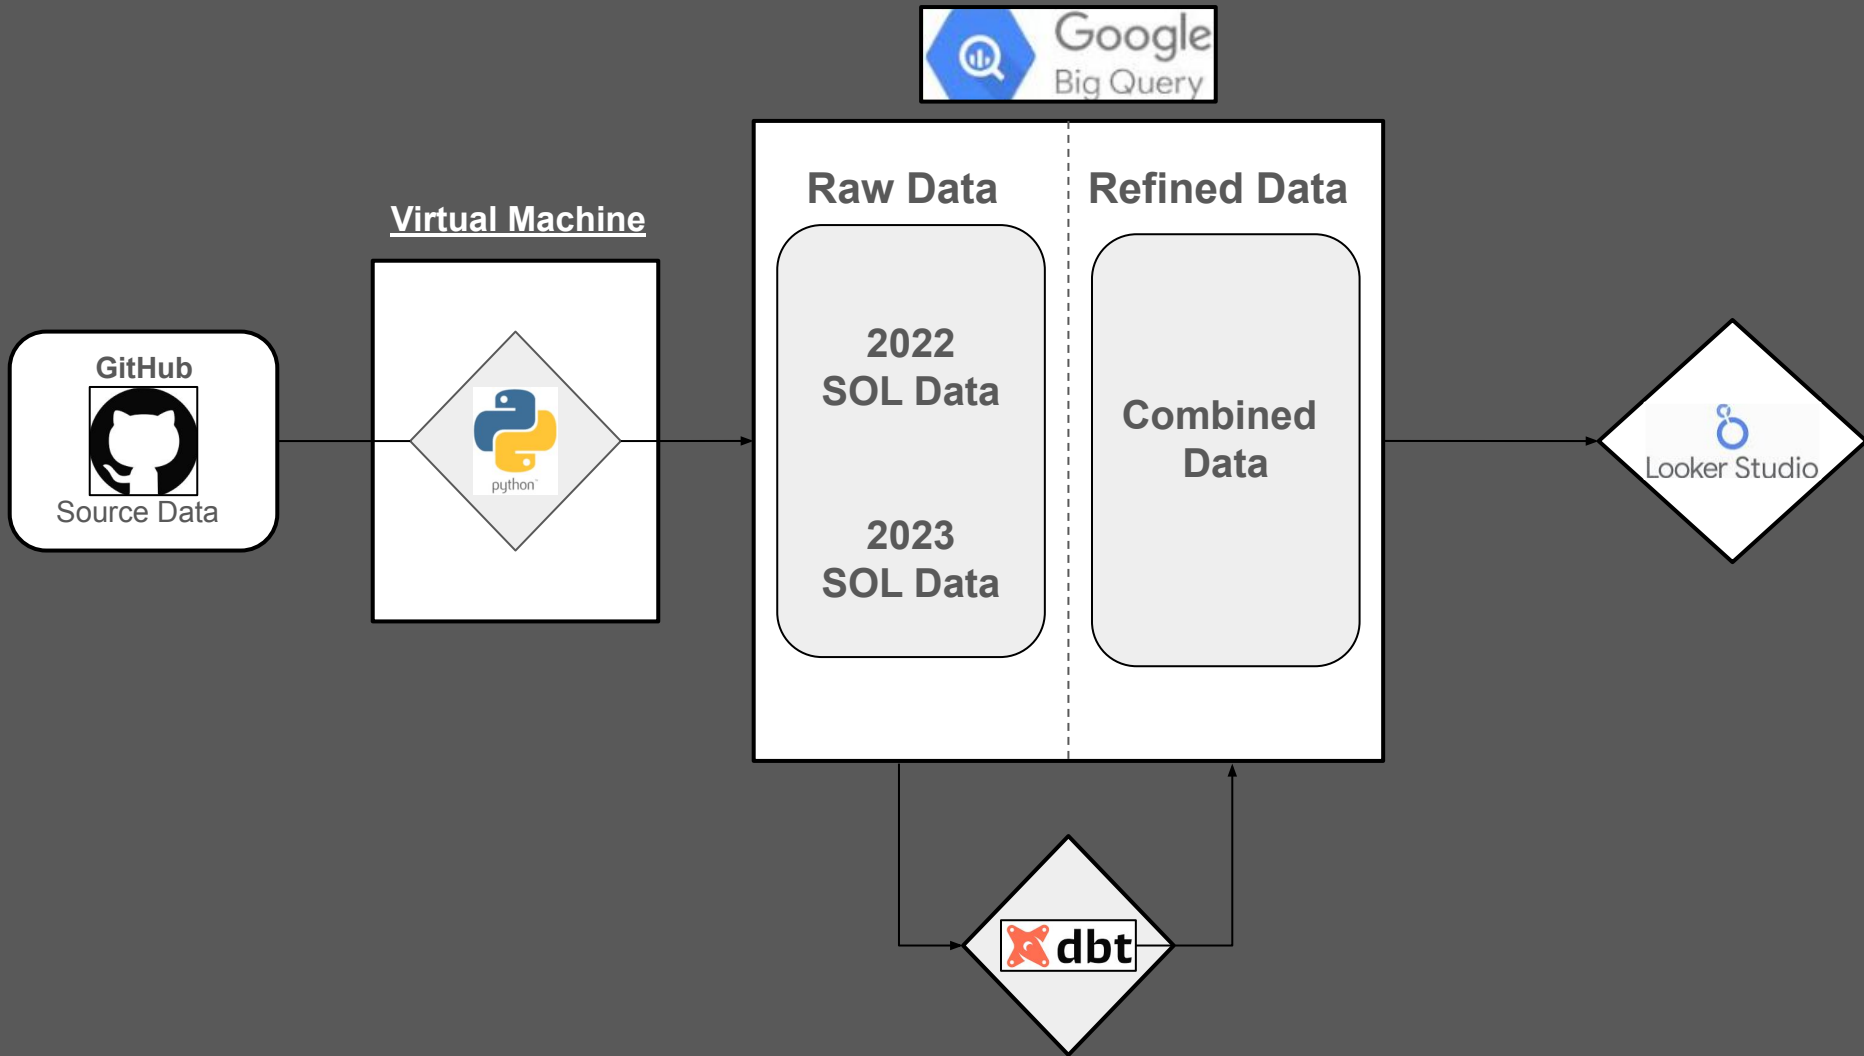 Google
Big Query
Raw Data
Refined Data
Virtual Machine
2022
SOL Data
2023
SOL Data
Combined
Data
GitHub
Source Data
python
Looker Studio
dbt